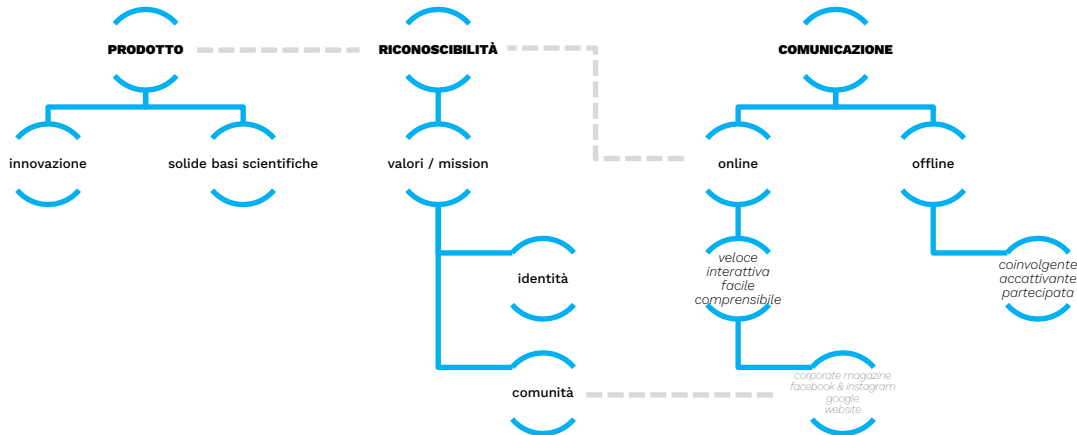 PRODOTTO
RICONOSCIBILITÀ
COMUNICAZIONE
innovazione
solide basi scientifiche
valori / mission
online
offline
identità
veloce
interattiva
facile
comprensibile
coinvolgente
accattivante
partecipata
comunità
corporate magazine
facebook & instagram
google
website